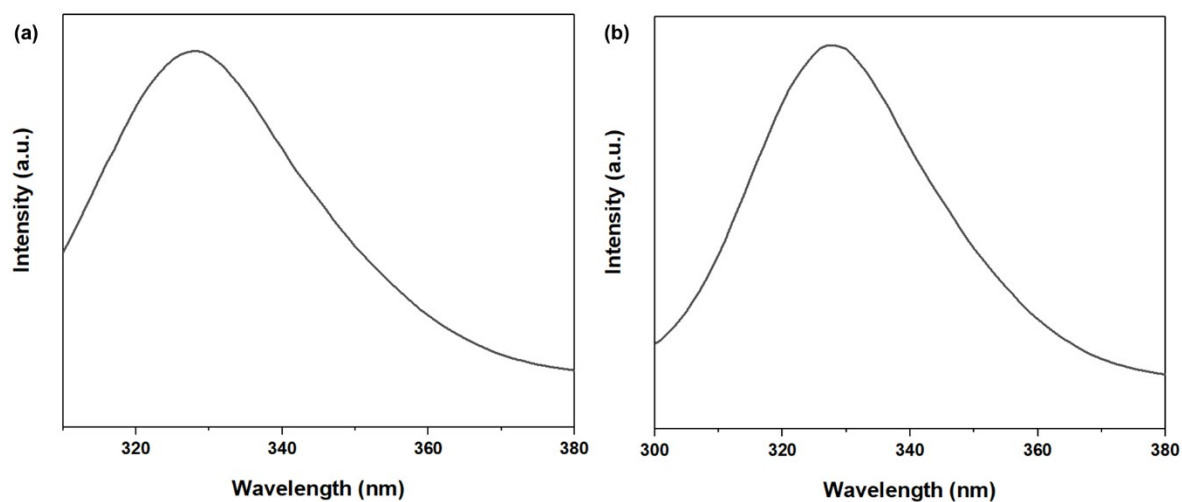 (a)
Intensity (a.u.)
320 340 360 380
Wavelength (nm)
(b)
Intensity (a.u.)
300 320 340 360 380
Wavelength (nm)